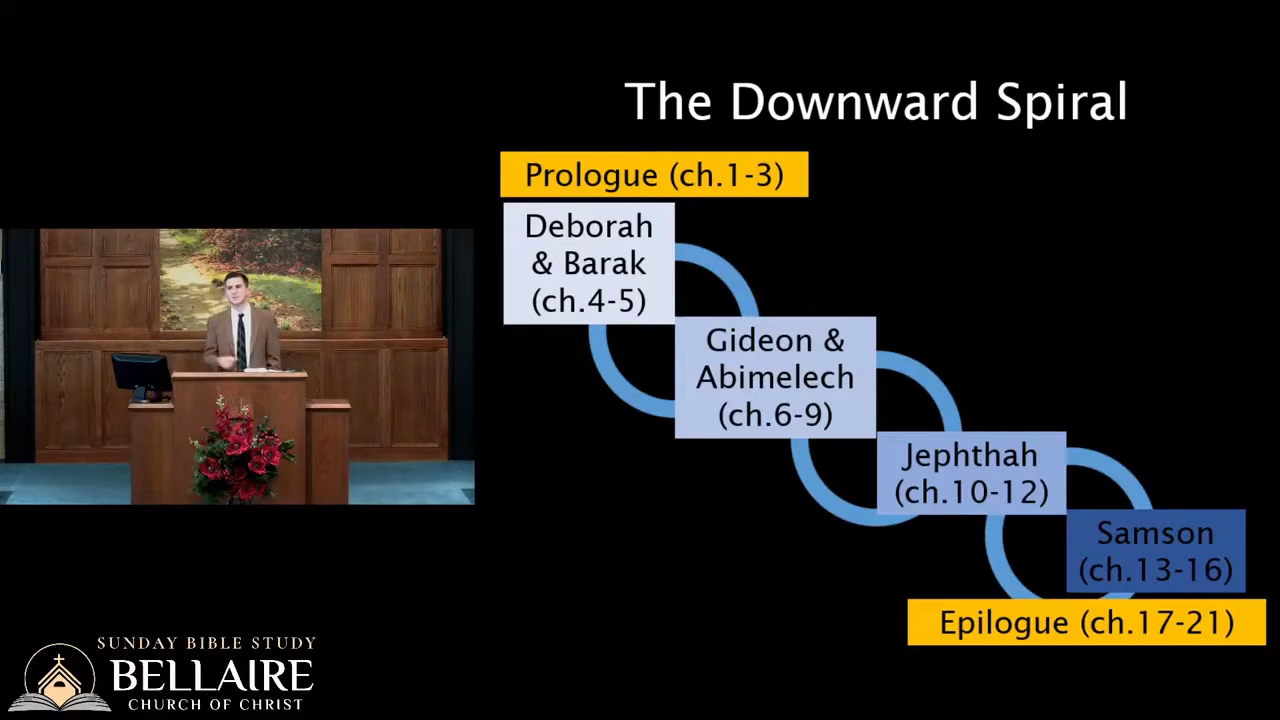 The Downward Spiral
Prologue (ch.1-3)
Deborah
& Barak
(ch.4-5)
Gideon &
Abimelech
(ch.6-9)
Jephthah
(ch.10-12)
Samson
(ch.13-16)
Epilogue (ch.17-21)
SUNDAY BIBLE STUDY
BELLAIRE
CHURCH OF CHRIST